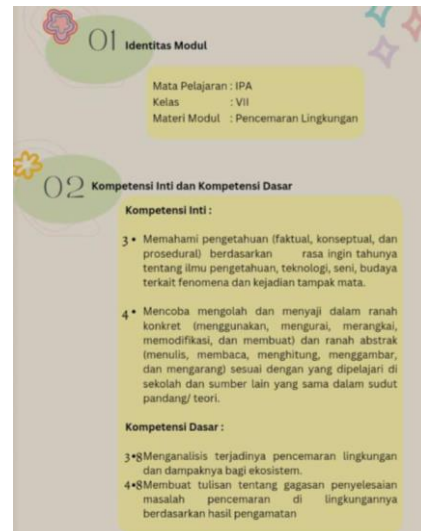 01 Identitas Modul
Mata Pelajaran : IPA
Kelas : VII
Materi Modul : Pencemaran Lingkungan
02 Kompetensi Inti dan Kompetensi Dasar
Kompetensi Inti :
3• Memahami pengetahuan (faktual, konseptual, dan
prosedural) berdasarkan rasa ingin tahunya
tentang ilmu pengetahuan, teknologi, seni, budaya
terkait fenomena dan kejadian tampak mata.
4• Mencoba mengolah dan menyaji dalam ranah
konkret (menggunakan, mengurai, merangkai,
memodifikasi, dan membuat) dan ranah abstrak
(menulis, membaca, menghitung, menggambar,
dan mengarang) sesuai dengan yang dipelajari di
sekolah dan sumber lain yang sama dalam sudut
pandang/ teori.
Kompetensi Dasar :
3•8Menganalisis terjadinya pencemaran lingkungan
dan dampaknya bagi ekosistem.
4•8Membuat tulisan tentang gagasan penyelesaian
masalah pencemaran di lingkungannya
berdasarkan hasil pengamatan